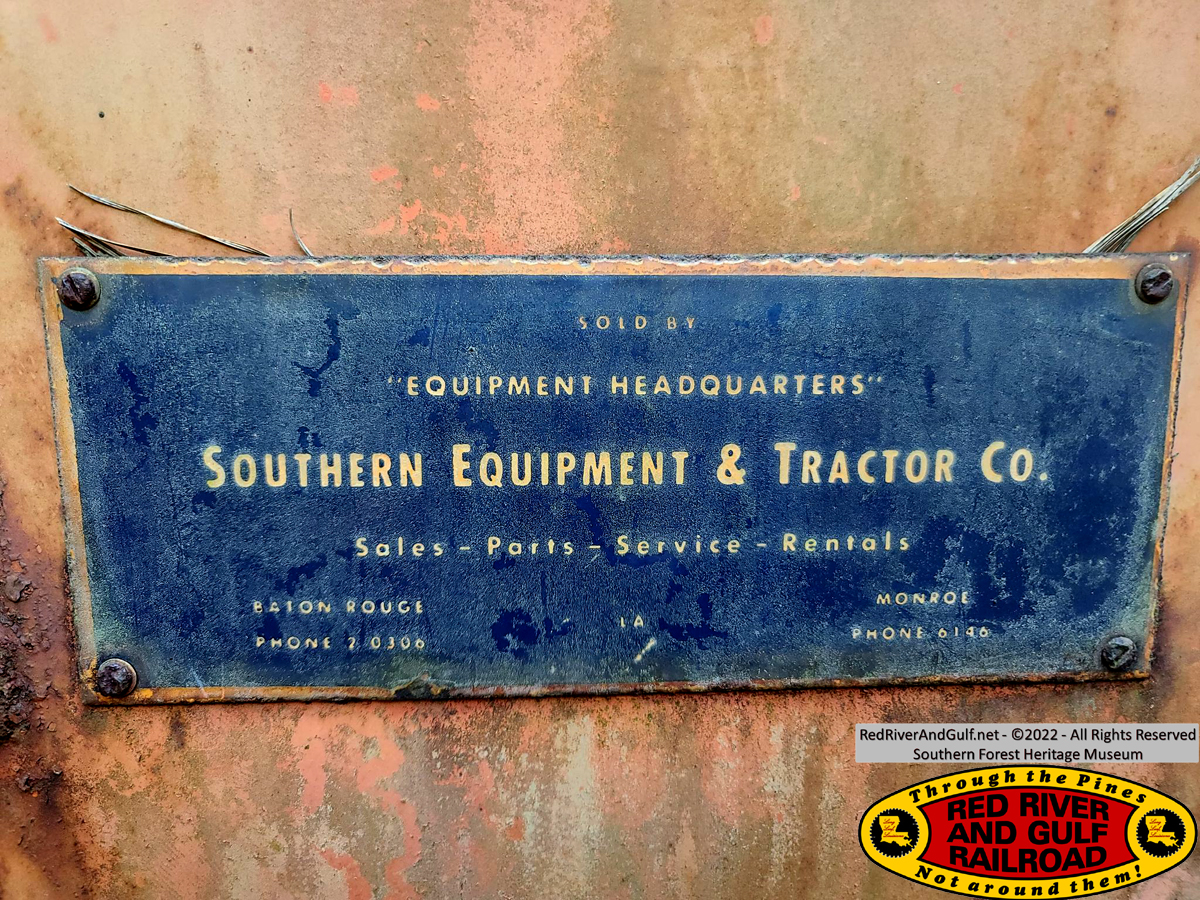 SOLD BY
"EQUIPMENT HEADQUARTERS"
SOUTHERN EQUIPMENT & TRACTOR CO.
Sales - Parts - Service - Rentals
BATON ROUGE
PHONE 2 0306
LA
MONROE
PHONE 6146
RedRiverAndGulf.net - ©2022 - All Rights Reserved
Southern Forest Heritage Museum
Through the Pines
RED RIVER
AND GULF
RAILROAD
Not around them!